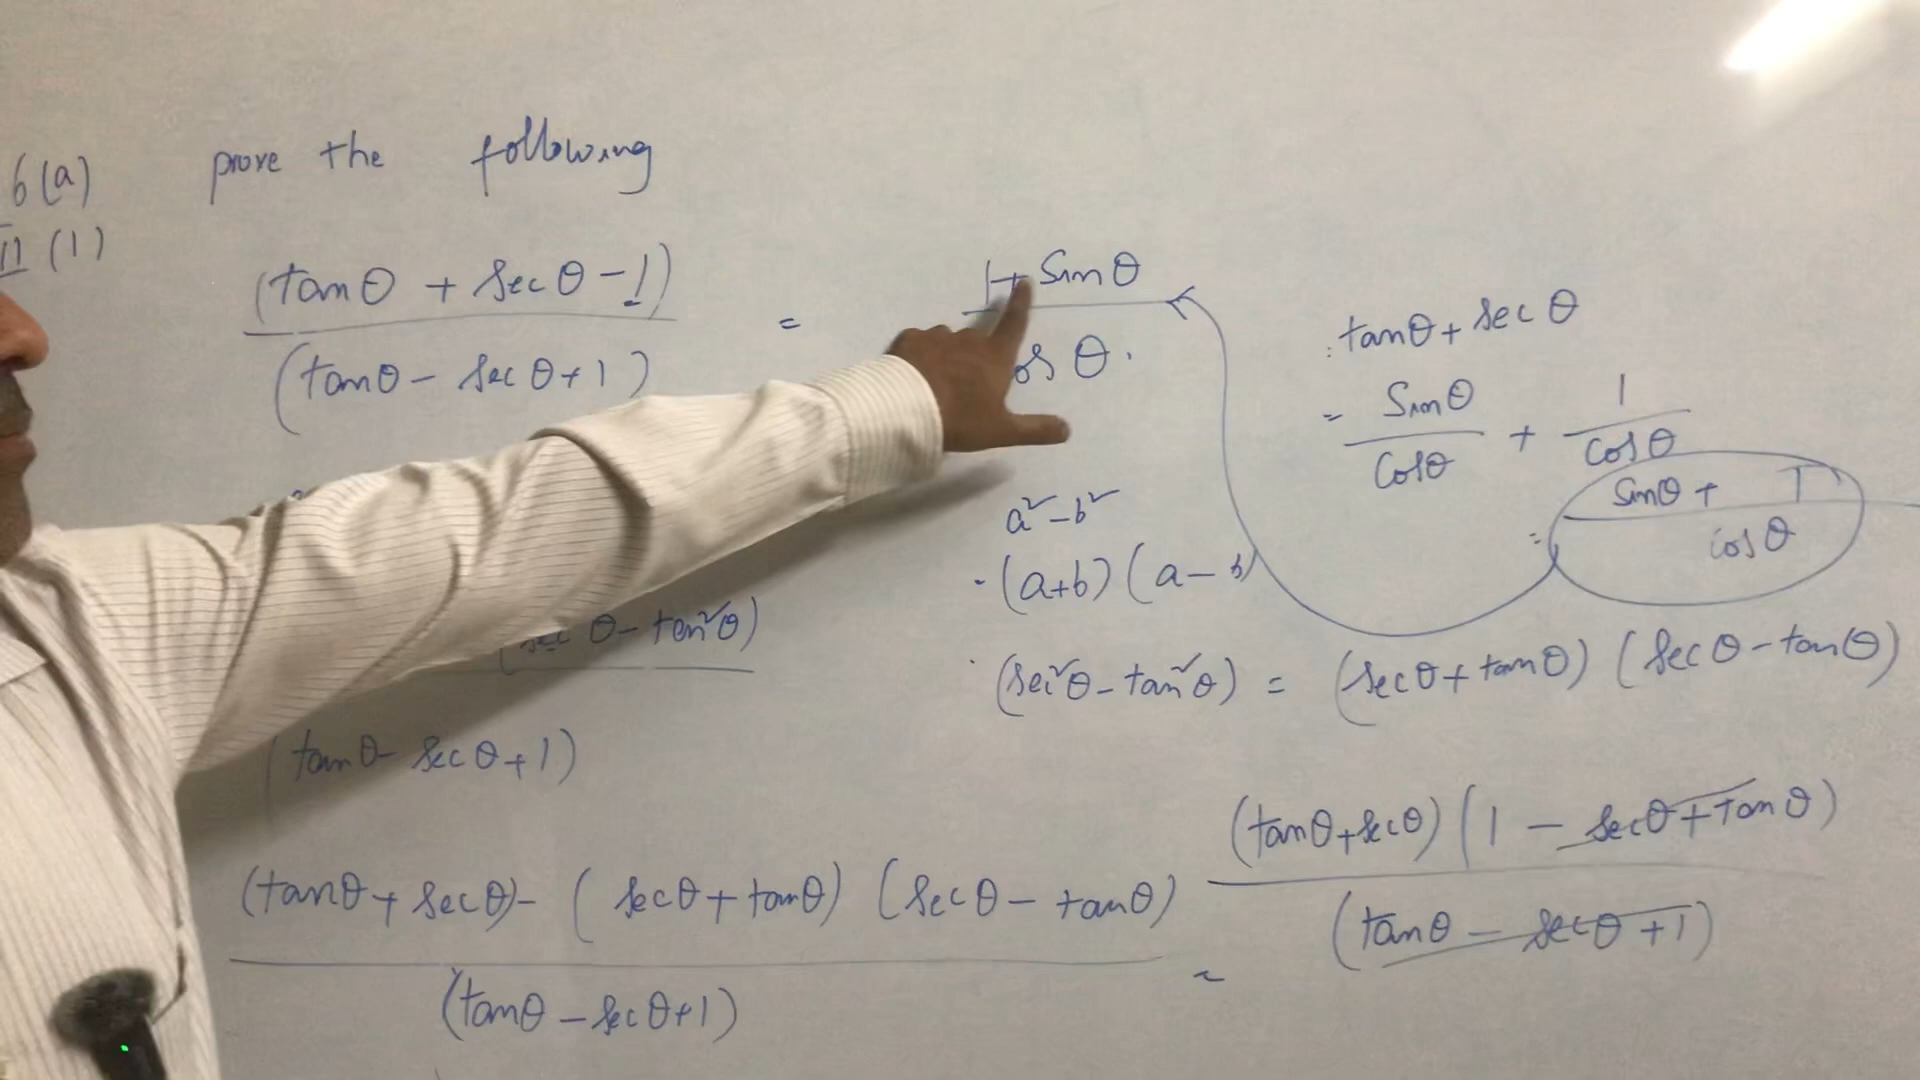 6(a) prove the following
II (1)
(tanθ + secθ - 1)
(tanθ - secθ + 1)
=
1 + Sinθ
os θ.
a² - b²
(a+b) (a - b)
(sec²θ - tan²θ) = (secθ + tanθ) (secθ - tanθ)
tanθ + secθ
= Sinθ / Cosθ + 1 / Cosθ
= Sinθ + 1 / cosθ
θ - tan²θ)
(tanθ - secθ + 1)
(tanθ + secθ) - (secθ + tanθ) (secθ - tanθ)
(tanθ - secθ + 1)
=
(tanθ + secθ) (1 - secθ + tanθ)
(tanθ - secθ + 1)